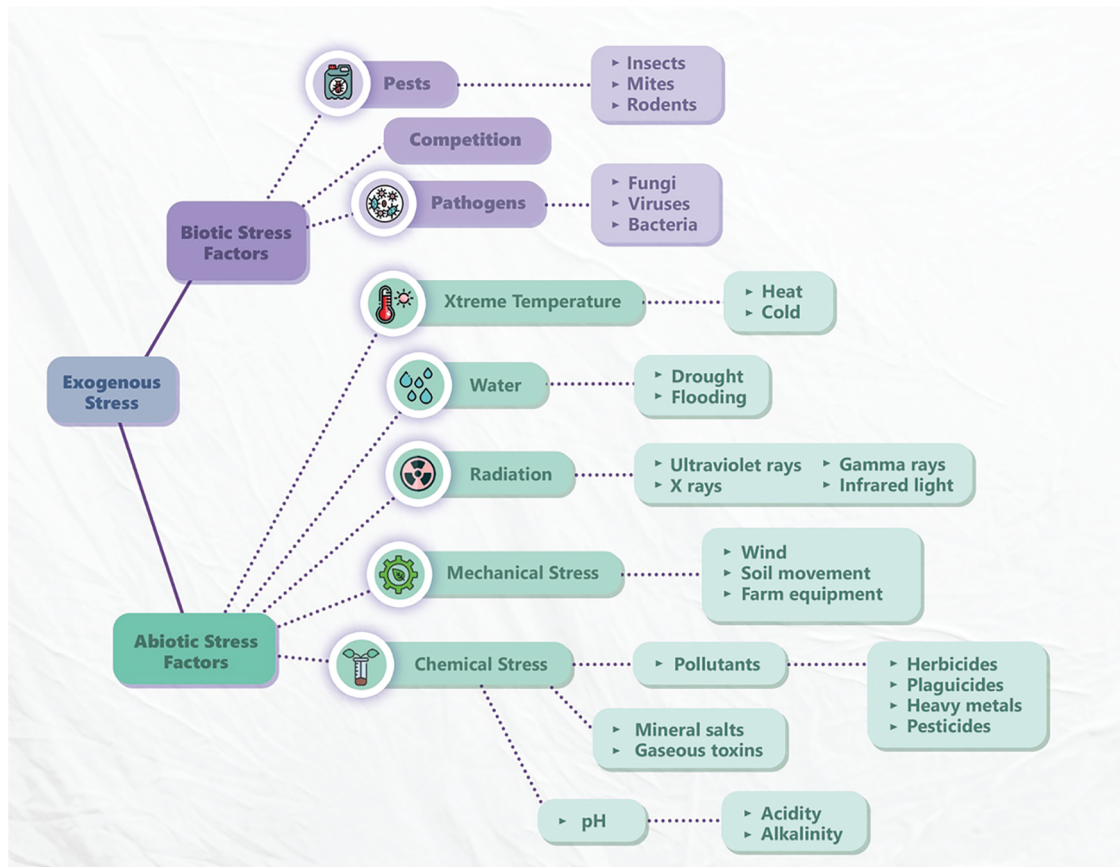 Pests
Insects
Mites
Rodents
Competition
Pathogens
Fungi
Viruses
Bacteria
Biotic Stress
Factors
Xtreme Temperature
Heat
Cold
Exogenous
Stress
Water
Drought
Flooding
Radiation
Ultraviolet rays
X rays
Gamma rays
Infrared light
Mechanical Stress
Wind
Soil movement
Farm equipment
Abiotic Stress
Factors
Chemical Stress
Pollutants
Herbicides
Plaguicides
Heavy metals
Pesticides
Mineral salts
Gaseous toxins
pH
Acidity
Alkalinity